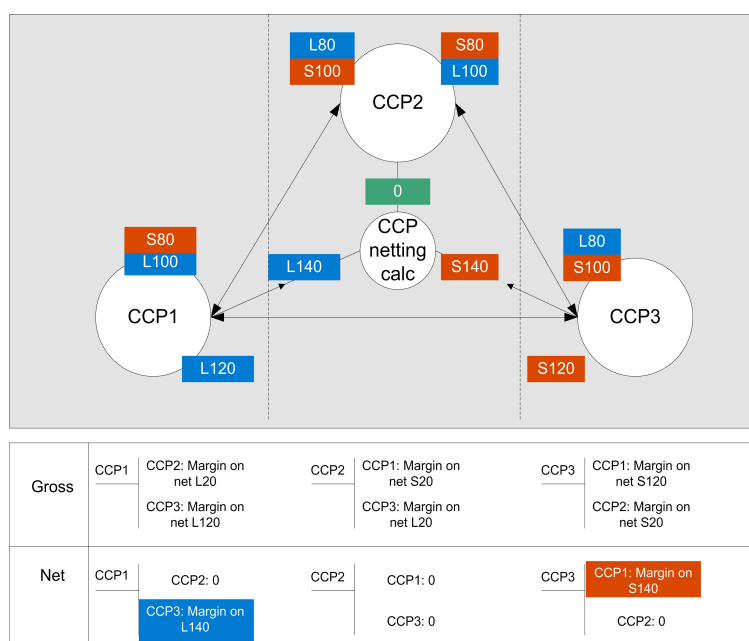 L80
S100
S80
L100
CCP2
0
CCP
netting
calc
S80
L100
L140
S140
L80
S100
CCP1
CCP3
L120
S120
Gross
CCP1
CCP2: Margin on
net L20
CCP3: Margin on
net L120
CCP2
CCP1: Margin on
net S20
CCP3: Margin on
net L20
CCP3
CCP1: Margin on
net S120
CCP2: Margin on
net S20
Net
CCP1
CCP2: 0
CCP3: Margin on
L140
CCP2
CCP1: 0
CCP3: 0
CCP3
CCP1: Margin on
S140
CCP2: 0